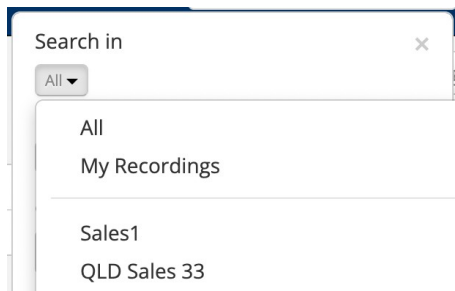 Search in
×
All
All
My Recordings
Sales1
QLD Sales 33